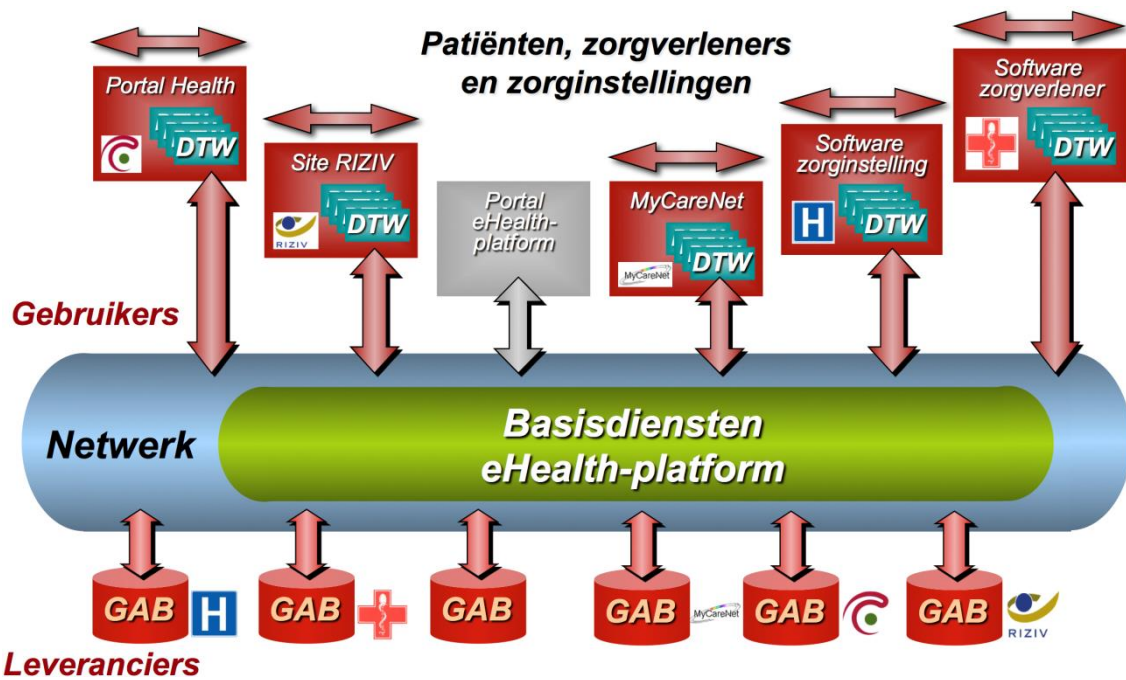 Patiënten, zorgverleners
en zorginstellingen
Portal Health
DTW
Site RIZIV
RIZIV
DTW
Portal
eHealth-
platform
MyCareNet
MyCareNet
DTW
Software
zorginstelling
H
DTW
Software
zorgverlener
DTW
Gebruikers
Netwerk
Basisdiensten
eHealth-platform
GAB
H
GAB
GAB
GAB
MyCareNet
GAB
GAB
RIZIV
Leveranciers